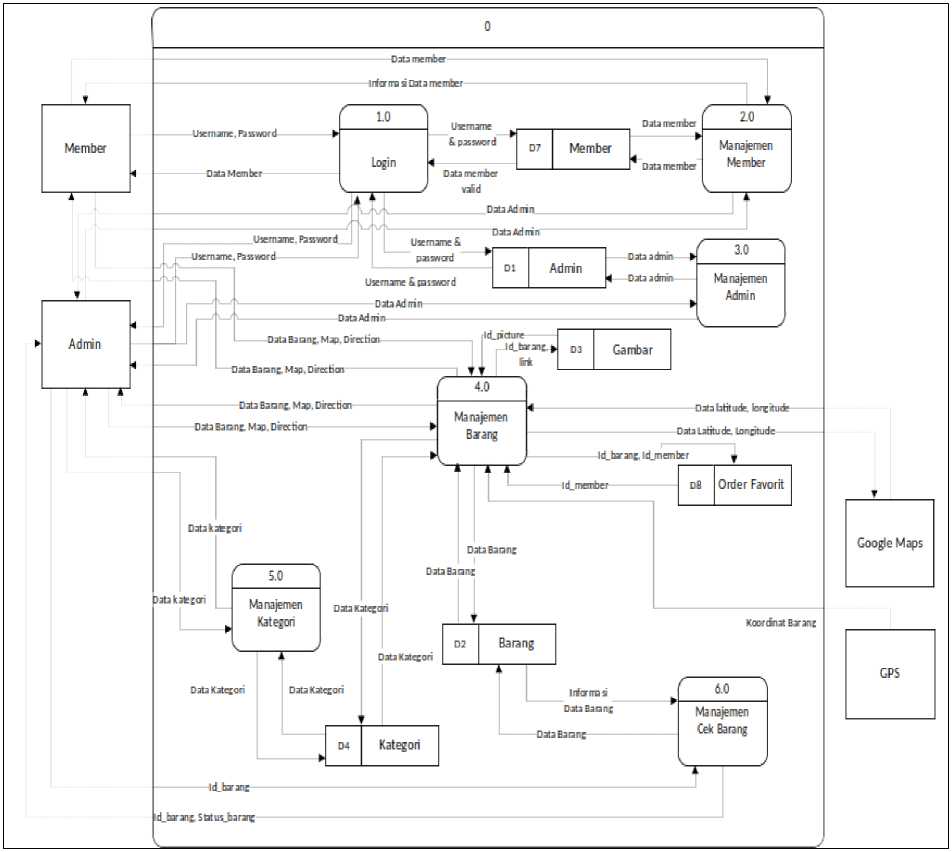 0
Data member
Informasi Data member
Member
Username, Password
Data Member
1.0
Login
Username
& password
Data member
valid
D7
Member
Data member
Data member
2.0
Manajemen
Member
Data Admin
Data Admin
Username, Password
Username, Password
Username &
password
Username & password
D1
Admin
Data admin
Data admin
3.0
Manajemen
Admin
Admin
Data Admin
Data Admin
Data Barang, Map, Direction
Data Barang, Map, Direction
Id_picture
Id_barang,
link
D3
Gambar
4.0
Manajemen
Barang
Data Barang, Map, Direction
Data Barang, Map, Direction
Data latitude, longitude
Data Latitude, Longitude
Id_barang, Id_member
Id_member
D8
Order Favorit
Google Maps
Data kategori
Data kategori
5.0
Manajemen
Kategori
Data Barang
Data Barang
Data Kategori
Data Kategori
D2
Barang
Koordinat Barang
GPS
Data Kategori
Data Kategori
Informasi
Data Barang
Data Barang
6.0
Manajemen
Cek Barang
D4
Kategori
Id_barang
Id_barang, Status_barang